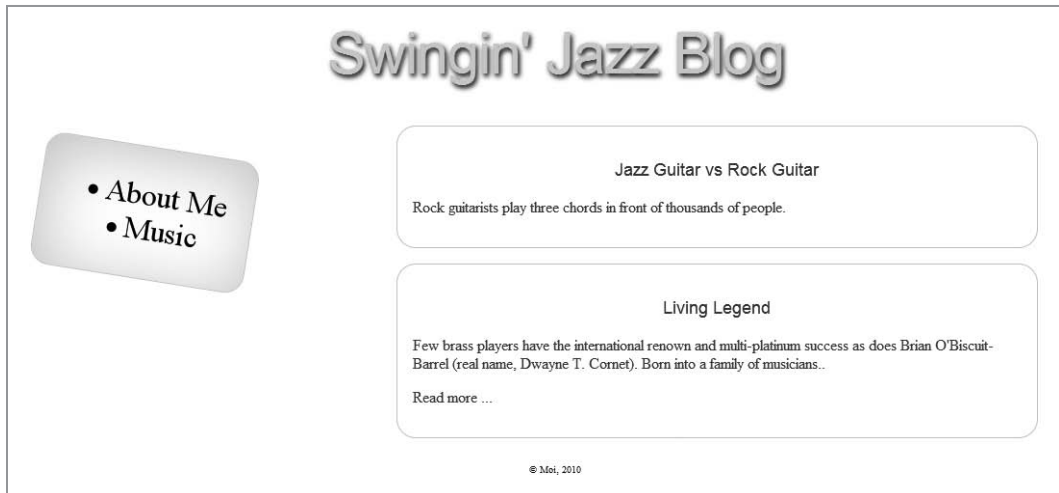 Swingin' Jazz Blog
• About Me
• Music
Jazz Guitar vs Rock Guitar
Rock guitarists play three chords in front of thousands of people.
Living Legend
Few brass players have the international renown and multi-platinum success as does Brian O'Biscuit-
Barrel (real name, Dwayne T. Cornet). Born into a family of musicians..
Read more ...
© Moi, 2010